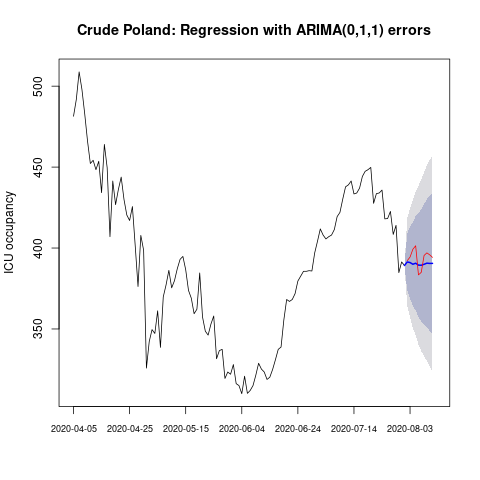 Crude Poland: Regression with ARIMA(0,1,1) errors
ICU occupancy
500
450
400
350
2020-04-05 2020-04-25 2020-05-15 2020-06-04 2020-06-24 2020-07-14 2020-08-03